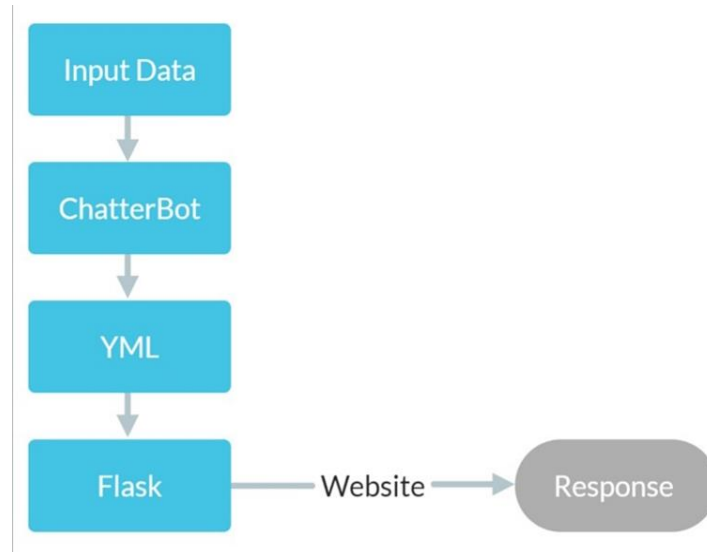 Input Data
ChatterBot
YML
Flask
Website
Response